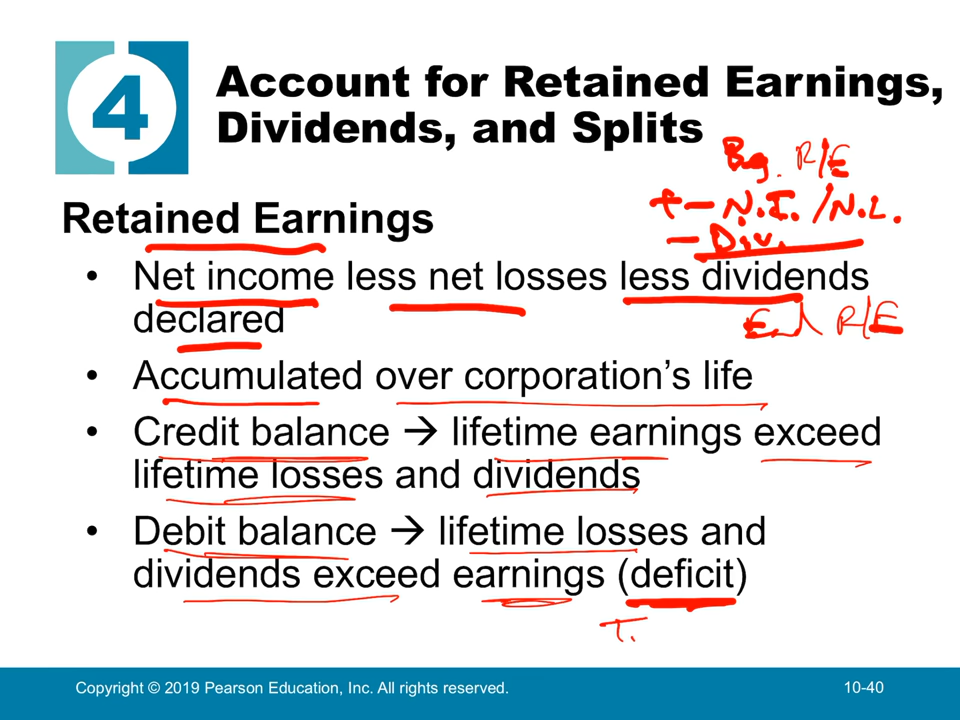 4
Account for Retained Earnings,
Dividends, and Splits
Beg. R/E
+ - N.I. / N.L.
- Div.
End R/E
Retained Earnings
• Net income less net losses less dividends
declared
• Accumulated over corporation’s life
• Credit balance → lifetime earnings exceed
lifetime losses and dividends
• Debit balance → lifetime losses and
dividends exceed earnings (deficit)
T.
Copyright © 2019 Pearson Education, Inc. All rights reserved.
10-40